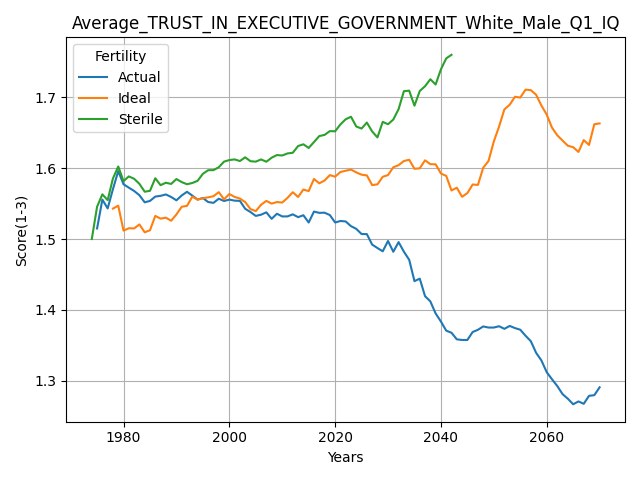 Average_TRUST_IN_EXECUTIVE_GOVERNMENT_White_Male_Q1_IQ
Fertility
Actual
Ideal
Sterile
Score(1-3)
1.7
1.6
1.5
1.4
1.3
1980 2000 2020 2040 2060
Years